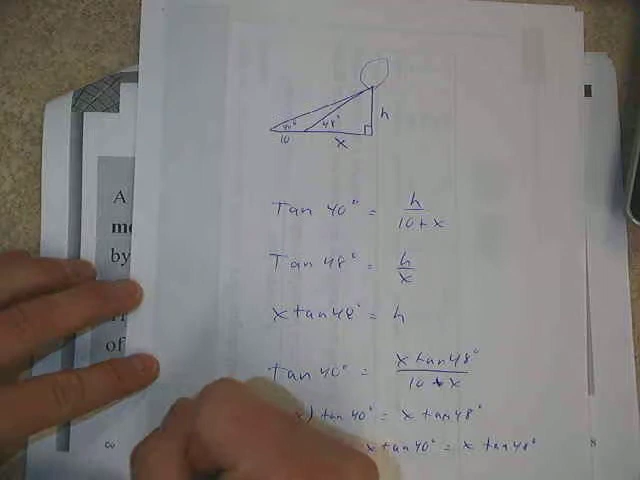 40° 48° h
10 x
Tan 40° = h / 10 + x
Tan 48° = h / x
x tan 48° = h
tan 40° = x tan 48° / 10 + x
x) tan 40° = x tan 48°
x tan 40° = x tan 48°
A
by
of
8